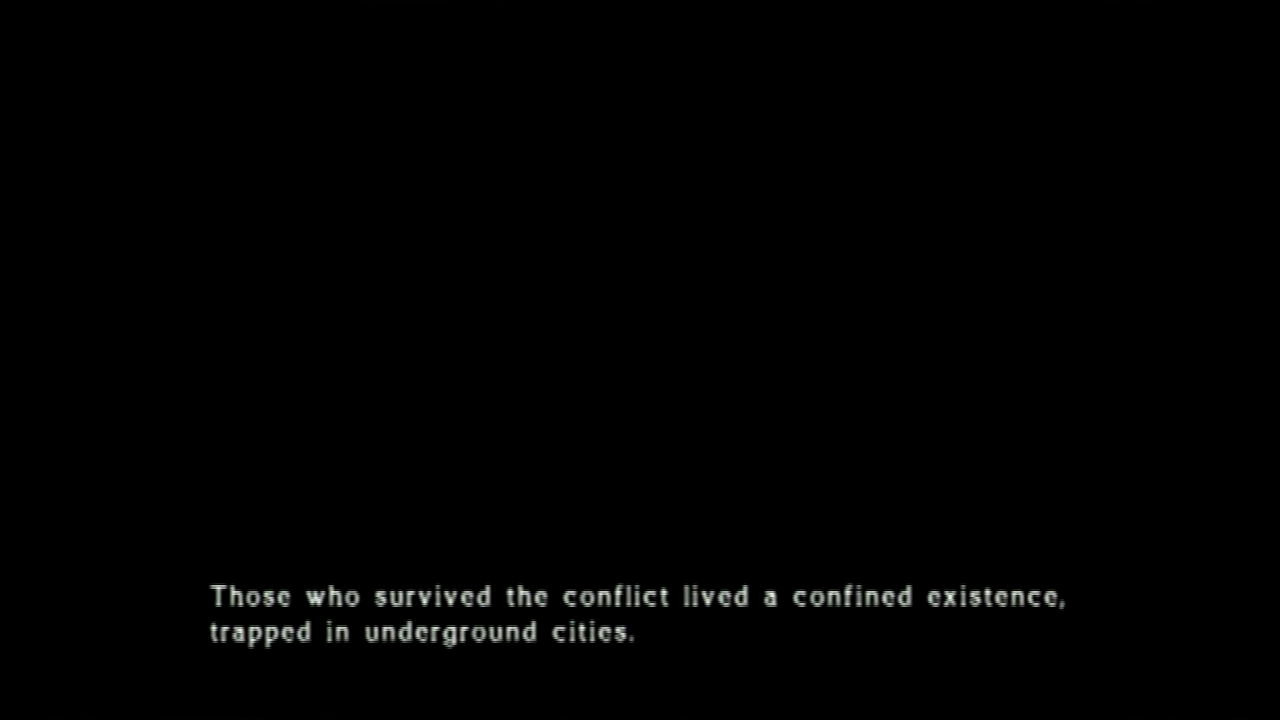 Those who survived the conflict lived a confined existence,
trapped in underground cities.